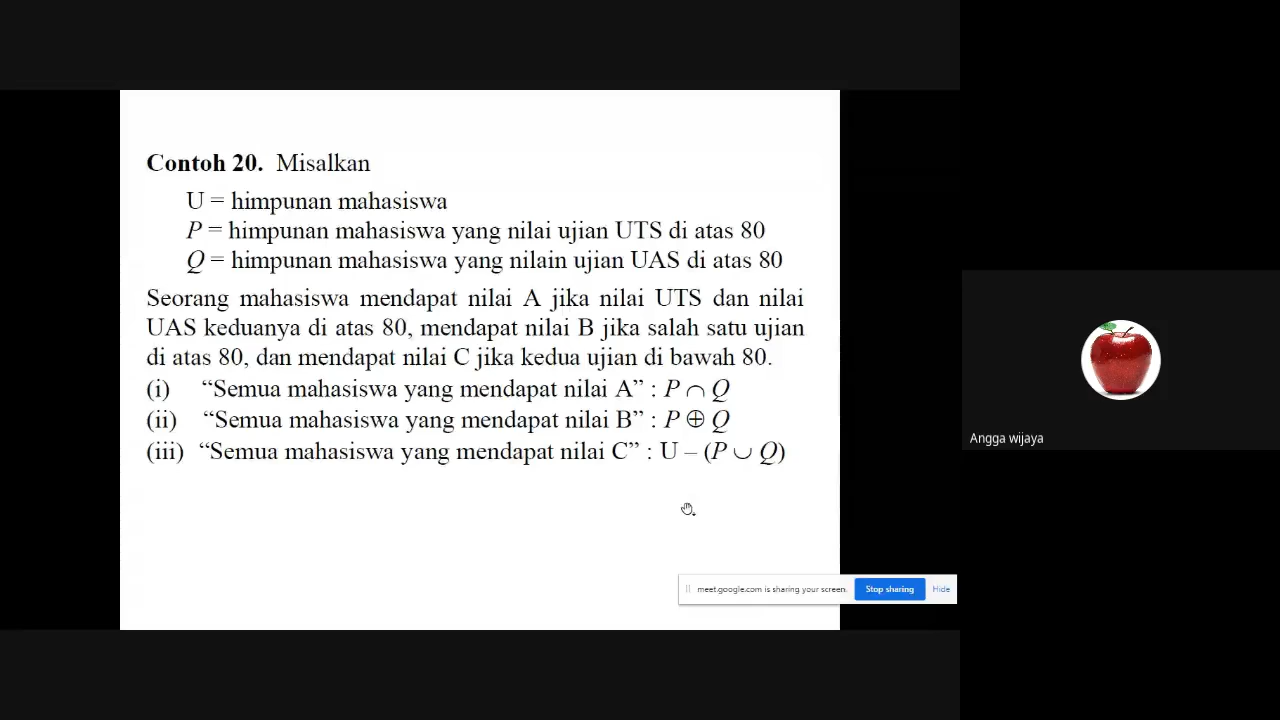 Contoh 20. Misalkan
U = himpunan mahasiswa
P = himpunan mahasiswa yang nilai ujian UTS di atas 80
Q = himpunan mahasiswa yang nilain ujian UAS di atas 80
Seorang mahasiswa mendapat nilai A jika nilai UTS dan nilai
UAS keduanya di atas 80, mendapat nilai B jika salah satu ujian
di atas 80, dan mendapat nilai C jika kedua ujian di bawah 80.
(i) “Semua mahasiswa yang mendapat nilai A” : P ∩ Q
(ii) “Semua mahasiswa yang mendapat nilai B” : P ⊕ Q
(iii) “Semua mahasiswa yang mendapat nilai C” : U – (P ∪ Q)
meet.google.com is sharing your screen. Stop sharing Hide
Angga wijaya